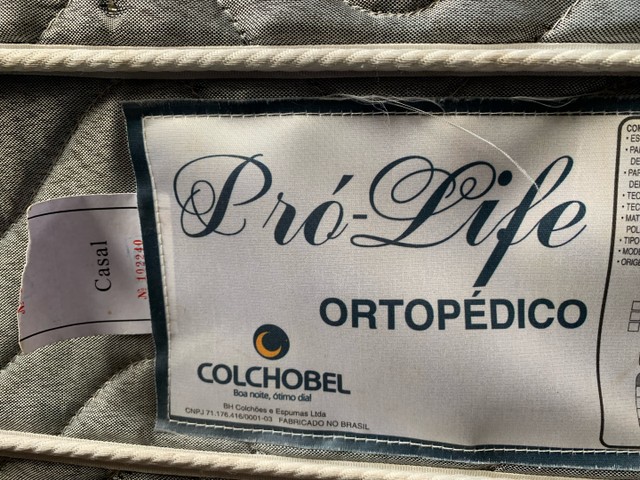 Pró-Life
ORTOPÉDICO
COLCHOBEL
Boa noite, ótimo dia!
BH Colchões e Espumas Ltda
CNPJ 71.176.416/0001-03 FABRICADO NO BRASIL
Casal
Nº 102240